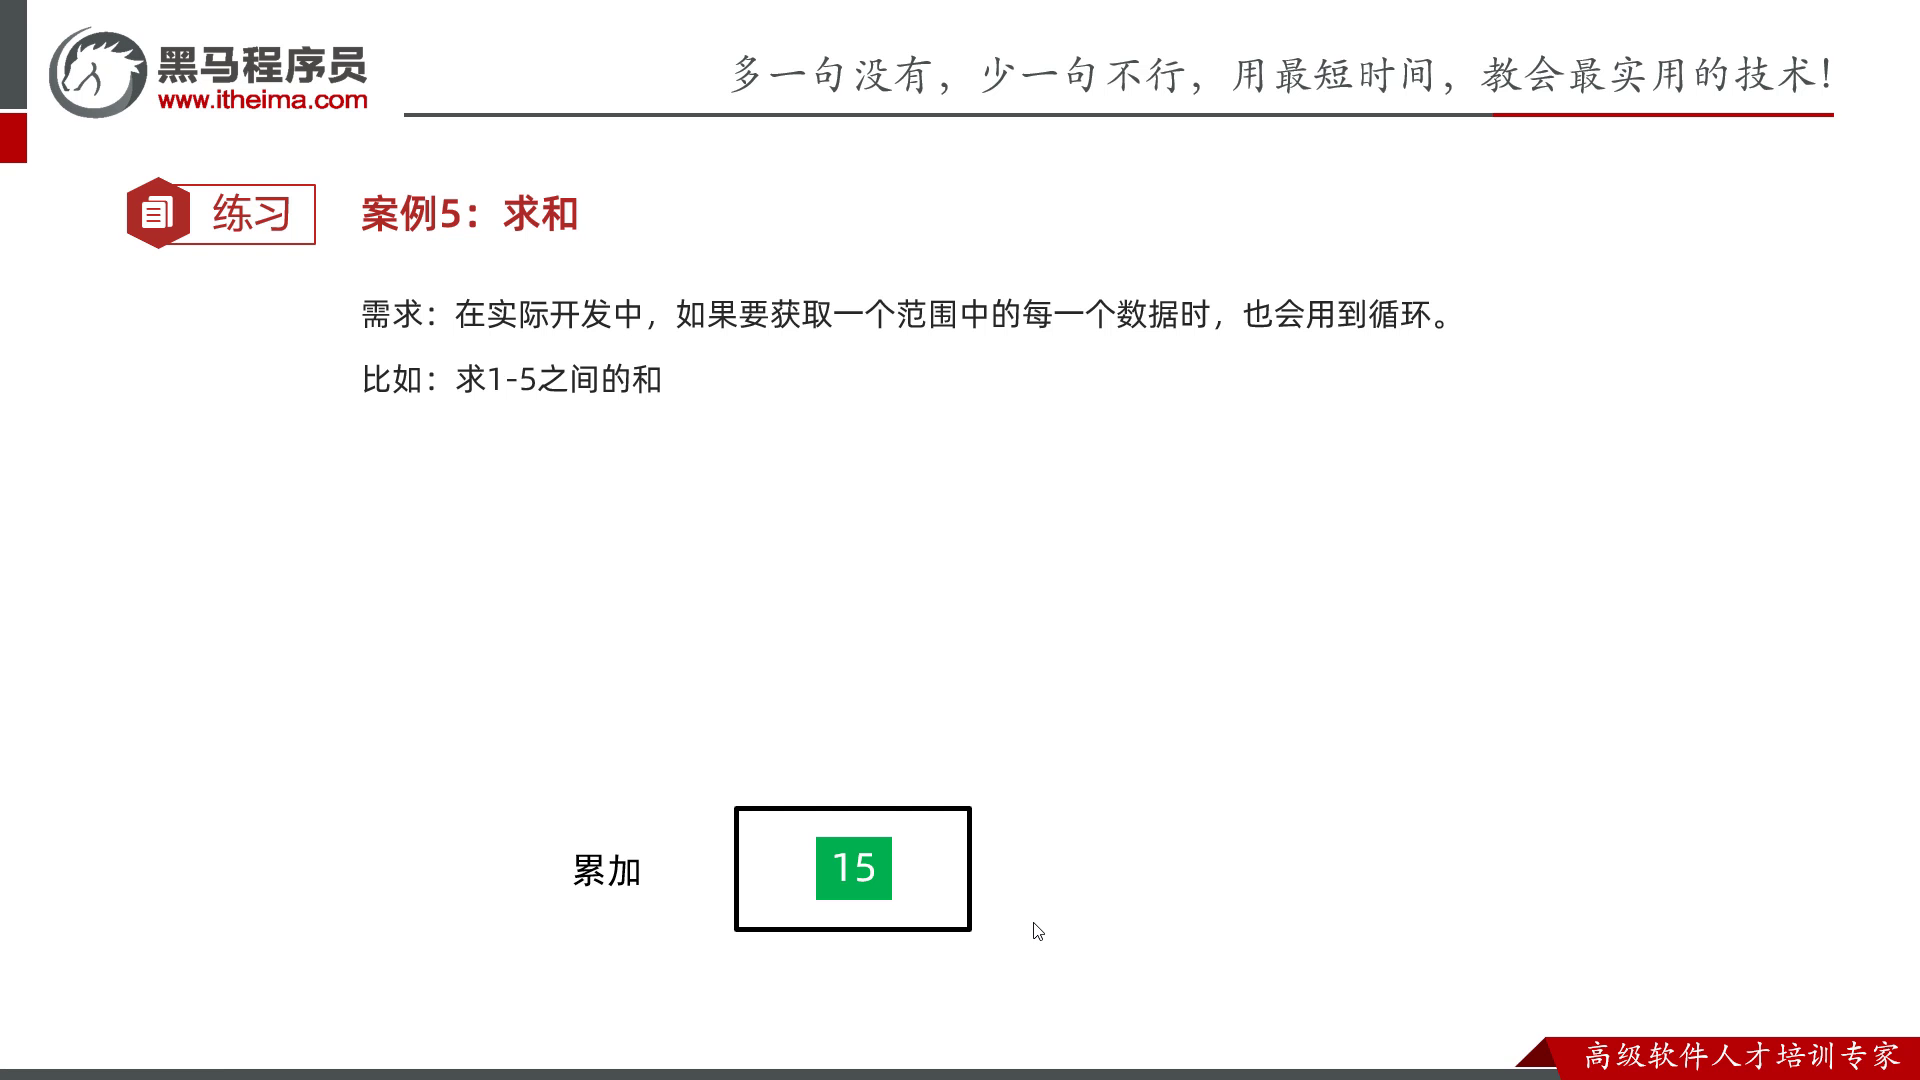 黑马程序员
www.itheima.com
多一句没有，少一句不行，用最短时间，教会最实用的技术！
练习
案例5：求和
需求：在实际开发中，如果要获取一个范围中的每一个数据时，也会用到循环。
比如：求1-5之间的和
累加
15
高级软件人才培训专家